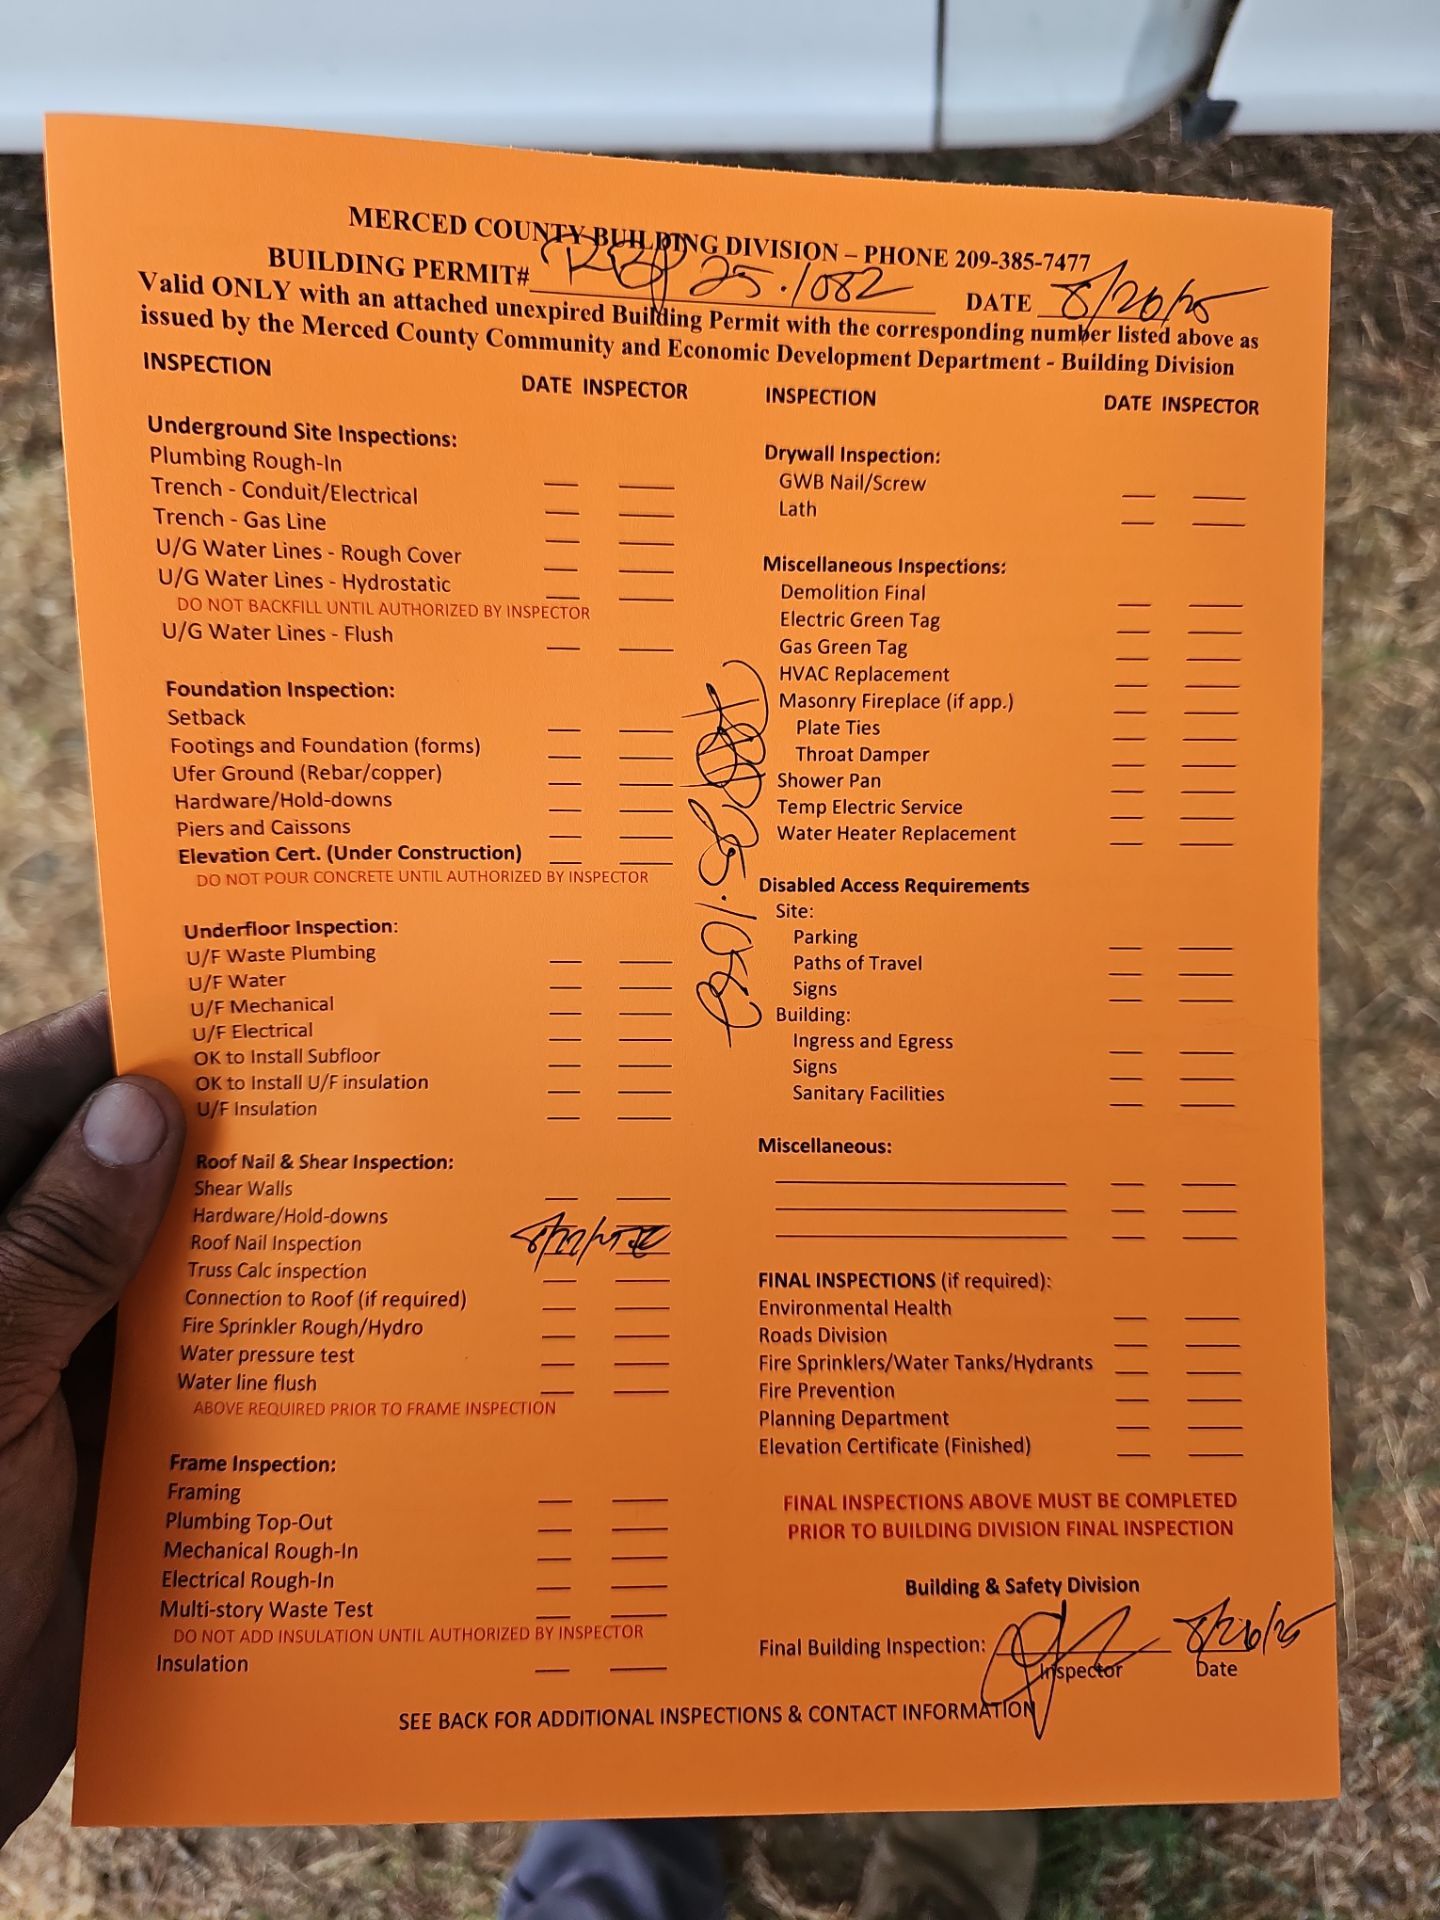 MERCED COUNTY BUILDING DIVISION – PHONE 209-385-7477
BUILDING PERMIT# RBP 25.1082 DATE 8/20/25
Valid ONLY with an attached unexpired Building Permit with the corresponding number listed above as
issued by the Merced County Community and Economic Development Department - Building Division
INSPECTION DATE INSPECTOR
Underground Site Inspections:
Plumbing Rough-In
Trench - Conduit/Electrical
Trench - Gas Line
U/G Water Lines - Rough Cover
U/G Water Lines - Hydrostatic
DO NOT BACKFILL UNTIL AUTHORIZED BY INSPECTOR
U/G Water Lines - Flush
Foundation Inspection:
Setback
Footings and Foundation (forms)
Ufer Ground (Rebar/copper)
Hardware/Hold-downs
Piers and Caissons
Elevation Cert. (Under Construction)
DO NOT POUR CONCRETE UNTIL AUTHORIZED BY INSPECTOR
Underfloor Inspection:
U/F Waste Plumbing
U/F Water
U/F Mechanical
U/F Electrical
OK to Install Subfloor
OK to Install U/F insulation
U/F Insulation
Roof Nail & Shear Inspection:
Shear Walls
Hardware/Hold-downs
Roof Nail Inspection 8/22/25
Truss Calc inspection
Connection to Roof (if required)
Fire Sprinkler Rough/Hydro
Water pressure test
Water line flush
ABOVE REQUIRED PRIOR TO FRAME INSPECTION
Frame Inspection:
Framing
Plumbing Top-Out
Mechanical Rough-In
Electrical Rough-In
Multi-story Waste Test
DO NOT ADD INSULATION UNTIL AUTHORIZED BY INSPECTOR
Insulation
RBP 25.1082
INSPECTION DATE INSPECTOR
Drywall Inspection:
GWB Nail/Screw
Lath
Miscellaneous Inspections:
Demolition Final
Electric Green Tag
Gas Green Tag
HVAC Replacement
Masonry Fireplace (if app.)
Plate Ties
Throat Damper
Shower Pan
Temp Electric Service
Water Heater Replacement
Disabled Access Requirements
Site:
Parking
Paths of Travel
Signs
Building:
Ingress and Egress
Signs
Sanitary Facilities
Miscellaneous:
FINAL INSPECTIONS (if required):
Environmental Health
Roads Division
Fire Sprinklers/Water Tanks/Hydrants
Fire Prevention
Planning Department
Elevation Certificate (Finished)
FINAL INSPECTIONS ABOVE MUST BE COMPLETED
PRIOR TO BUILDING DIVISION FINAL INSPECTION
Building & Safety Division
Final Building Inspection: 8/26/25
Inspector Date
SEE BACK FOR ADDITIONAL INSPECTIONS & CONTACT INFORMATION